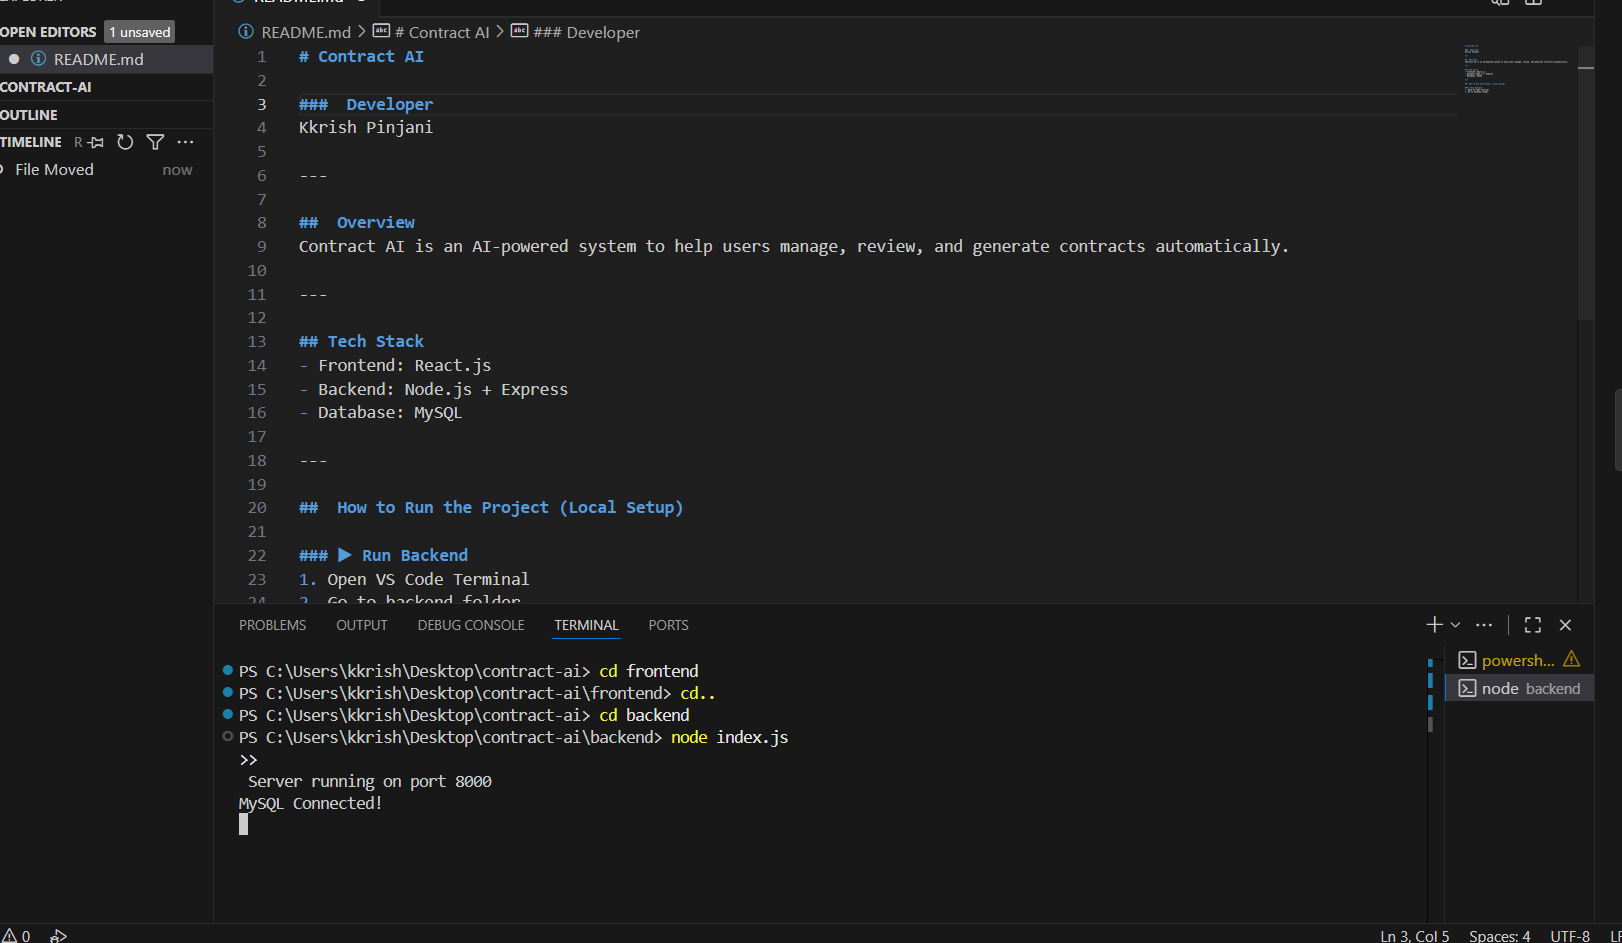 README.md
OPEN EDITORS 1 unsaved
README.md
CONTRACT-AI
OUTLINE
TIMELINE R
File Moved now
README.md > # Contract AI > ### Developer
1 # Contract AI
2
3 ### Developer
4 Kkrish Pinjani
5
6 ---
7
8 ## Overview
9 Contract AI is an AI-powered system to help users manage, review, and generate contracts automatically.
10
11 ---
12
13 ## Tech Stack
14 - Frontend: React.js
15 - Backend: Node.js + Express
16 - Database: MySQL
17
18 ---
19
20 ## How to Run the Project (Local Setup)
21
22 ### ▶ Run Backend
23 1. Open VS Code Terminal
24 2. Go to backend folder
PROBLEMS OUTPUT DEBUG CONSOLE TERMINAL PORTS
PS C:\Users\kkrish\Desktop\contract-ai> cd frontend
PS C:\Users\kkrish\Desktop\contract-ai\frontend> cd..
PS C:\Users\kkrish\Desktop\contract-ai> cd backend
PS C:\Users\kkrish\Desktop\contract-ai\backend> node index.js
>>
Server running on port 8000
MySQL Connected!
powersh...
node backend
0
Ln 3, Col 5 Spaces: 4 UTF-8